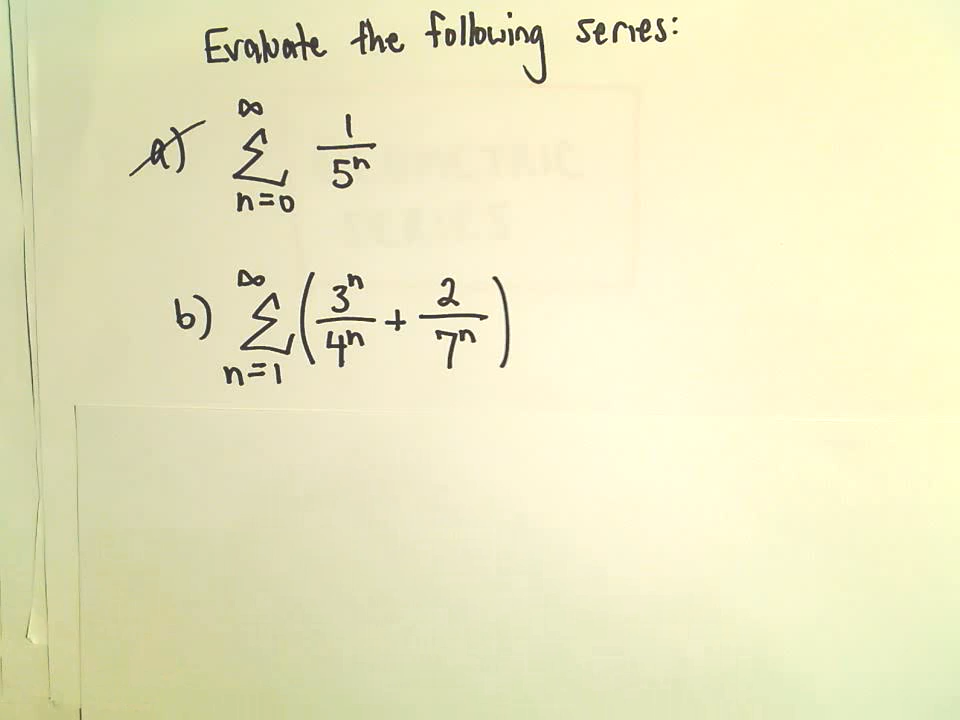 Evaluate the following series:
a) ∞ ∑ n=0 1/5ⁿ
b) ∞ ∑ n=1 (3ⁿ/4ⁿ + 2/7ⁿ)